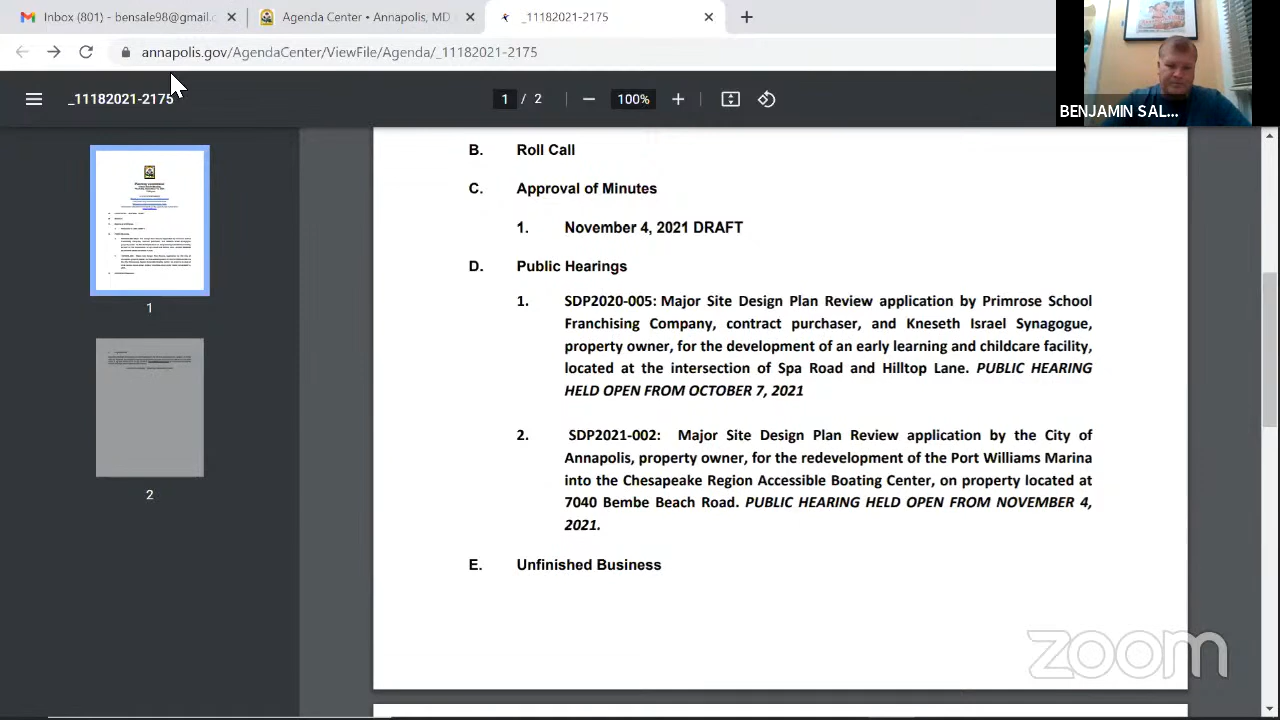 Inbox (801) - bensale98@gmail.c
Agenda Center • Annapolis, MD
_11182021-2175
annapolis.gov/AgendaCenter/ViewFile/Agenda/_11182021-2175
_11182021-2175
1 / 2
100%
BENJAMIN SAL...
B. Roll Call
C. Approval of Minutes
1. November 4, 2021 DRAFT
D. Public Hearings
1. SDP2020-005: Major Site Design Plan Review application by Primrose School
Franchising Company, contract purchaser, and Kneseth Israel Synagogue,
property owner, for the development of an early learning and childcare facility,
located at the intersection of Spa Road and Hilltop Lane. PUBLIC HEARING
HELD OPEN FROM OCTOBER 7, 2021
2. SDP2021-002: Major Site Design Plan Review application by the City of
Annapolis, property owner, for the redevelopment of the Port Williams Marina
into the Chesapeake Region Accessible Boating Center, on property located at
7040 Bembe Beach Road. PUBLIC HEARING HELD OPEN FROM NOVEMBER 4,
2021.
E. Unfinished Business
1
2
zoom